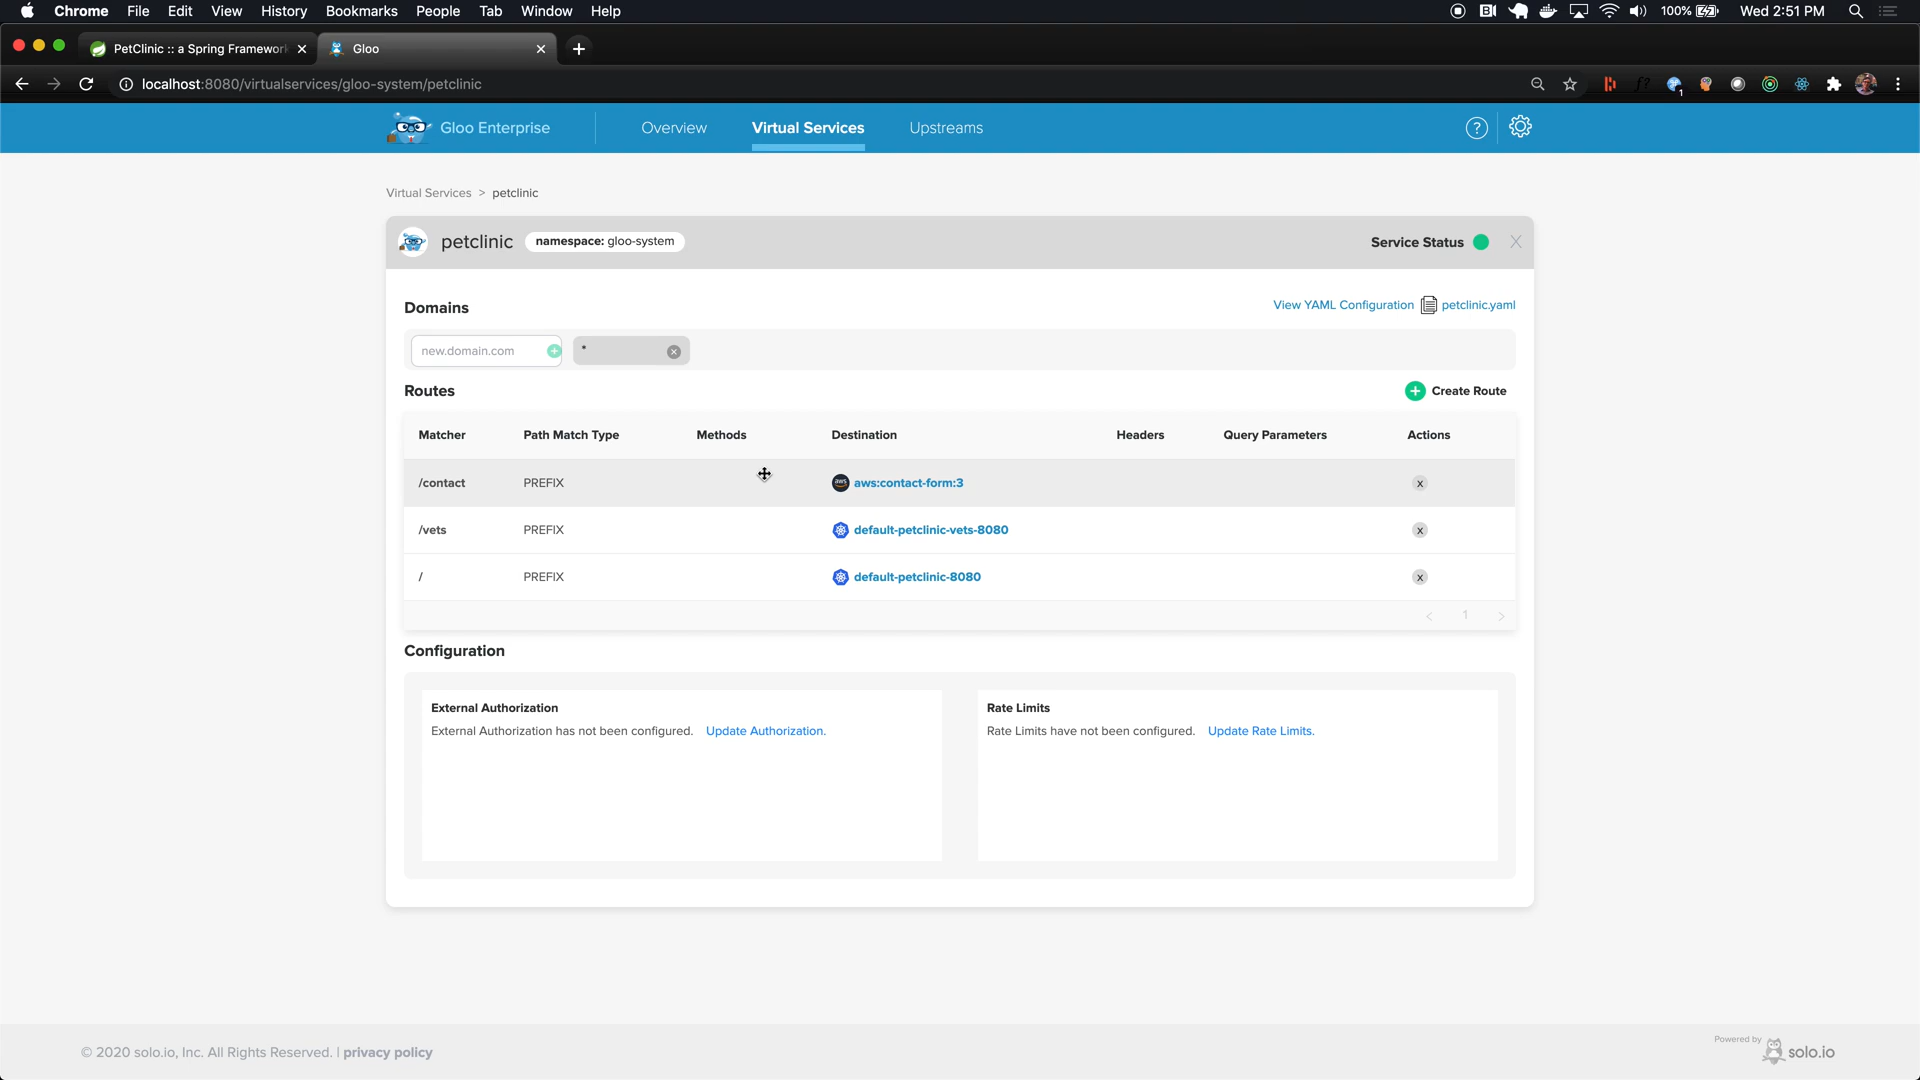 Chrome File Edit View History Bookmarks People Tab Window Help 100% Wed 2:51 PM
PetClinic :: a Spring Framework Gloo
localhost:8080/virtualservices/gloo-system/petclinic
Gloo Enterprise Overview Virtual Services Upstreams ?
Virtual Services > petclinic
petclinic namespace: gloo-system Service Status X
Domains View YAML Configuration petclinic.yaml
new.domain.com *
Routes Create Route
Matcher Path Match Type Methods Destination Headers Query Parameters Actions
/contact PREFIX aws aws:contact-form:3 x
/vets PREFIX default-petclinic-vets-8080 x
/ PREFIX default-petclinic-8080 x
< 1 >
Configuration
External Authorization
External Authorization has not been configured. Update Authorization.
Rate Limits
Rate Limits have not been configured. Update Rate Limits.
© 2020 solo.io, Inc. All Rights Reserved. | privacy policy
Powered by
solo.io